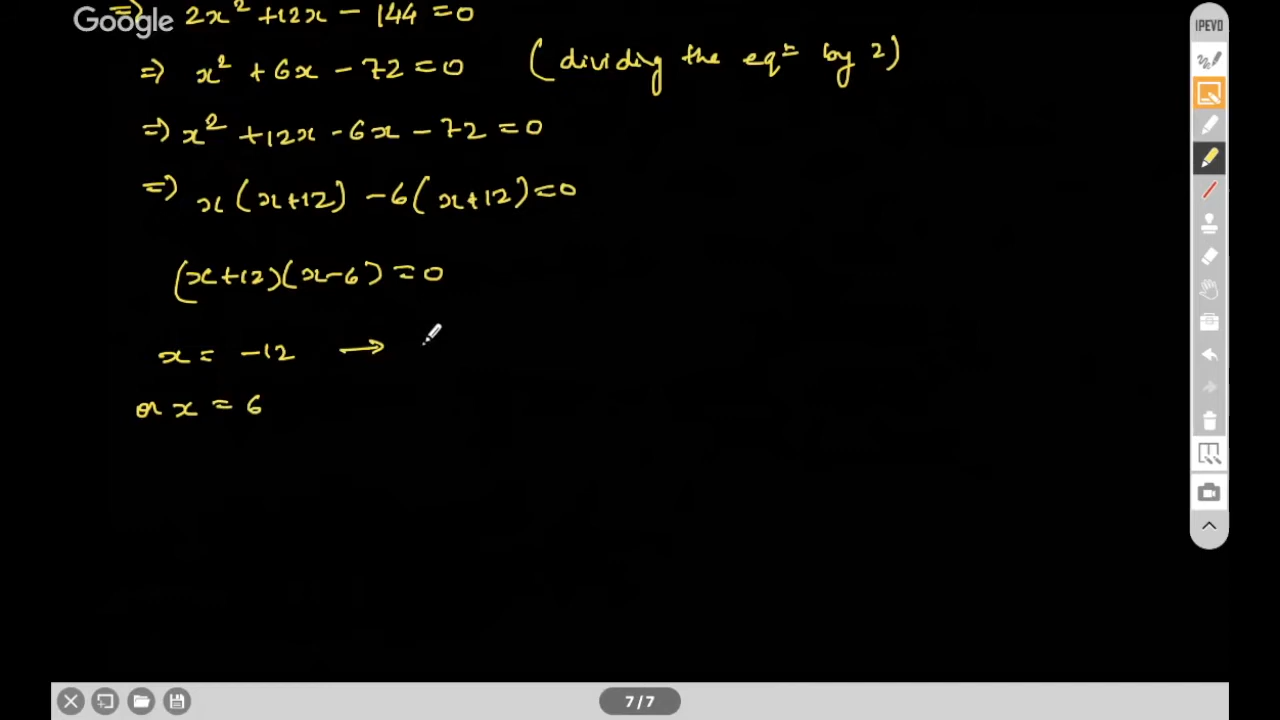 Google
⇒ 2x² + 12x − 144 = 0
⇒ x² + 6x − 72 = 0 (dividing the eqⁿ by 2)
⇒ x² + 12x − 6x − 72 = 0
⇒ x(x+12) − 6(x+12) = 0
(x+12)(x−6) = 0
x = −12 →
or x = 6
IPEVO
7/7